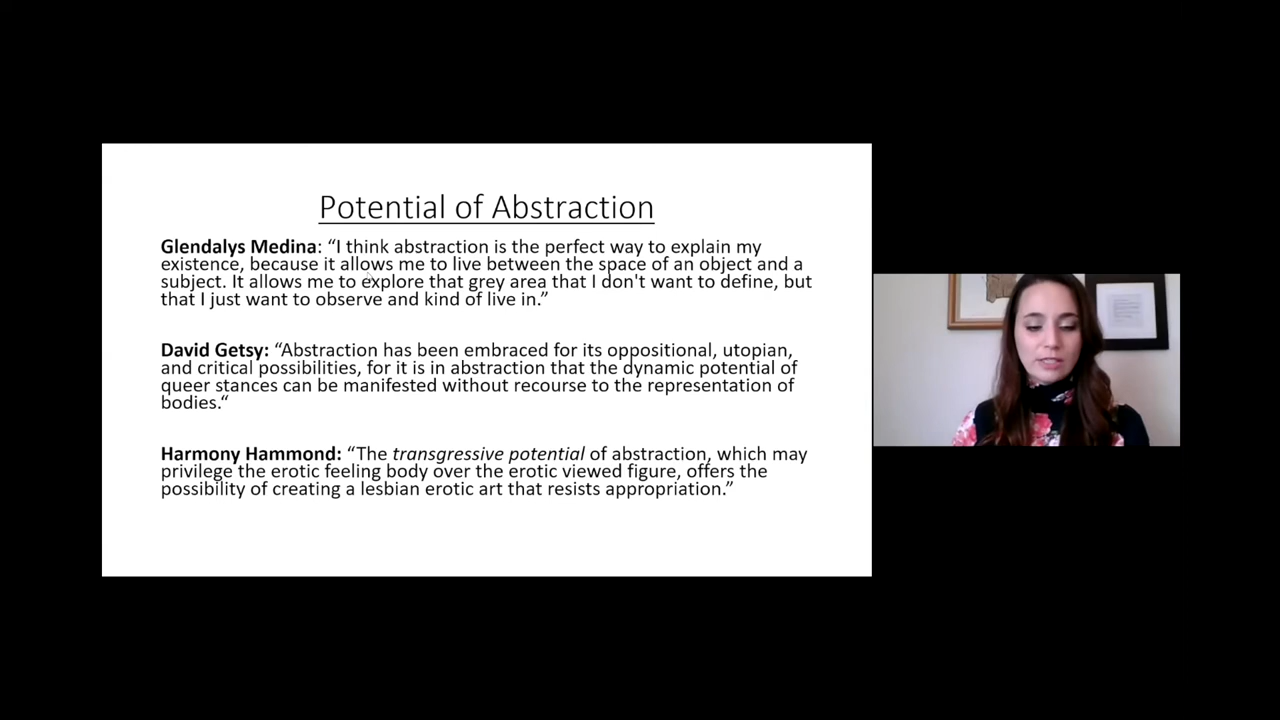 Potential of Abstraction
Glendalys Medina: “I think abstraction is the perfect way to explain my
existence, because it allows me to live between the space of an object and a
subject. It allows me to explore that grey area that I don't want to define, but
that I just want to observe and kind of live in.”
David Getsy: “Abstraction has been embraced for its oppositional, utopian,
and critical possibilities, for it is in abstraction that the dynamic potential of
queer stances can be manifested without recourse to the representation of
bodies.“
Harmony Hammond: “The transgressive potential of abstraction, which may
privilege the erotic feeling body over the erotic viewed figure, offers the
possibility of creating a lesbian erotic art that resists appropriation.”